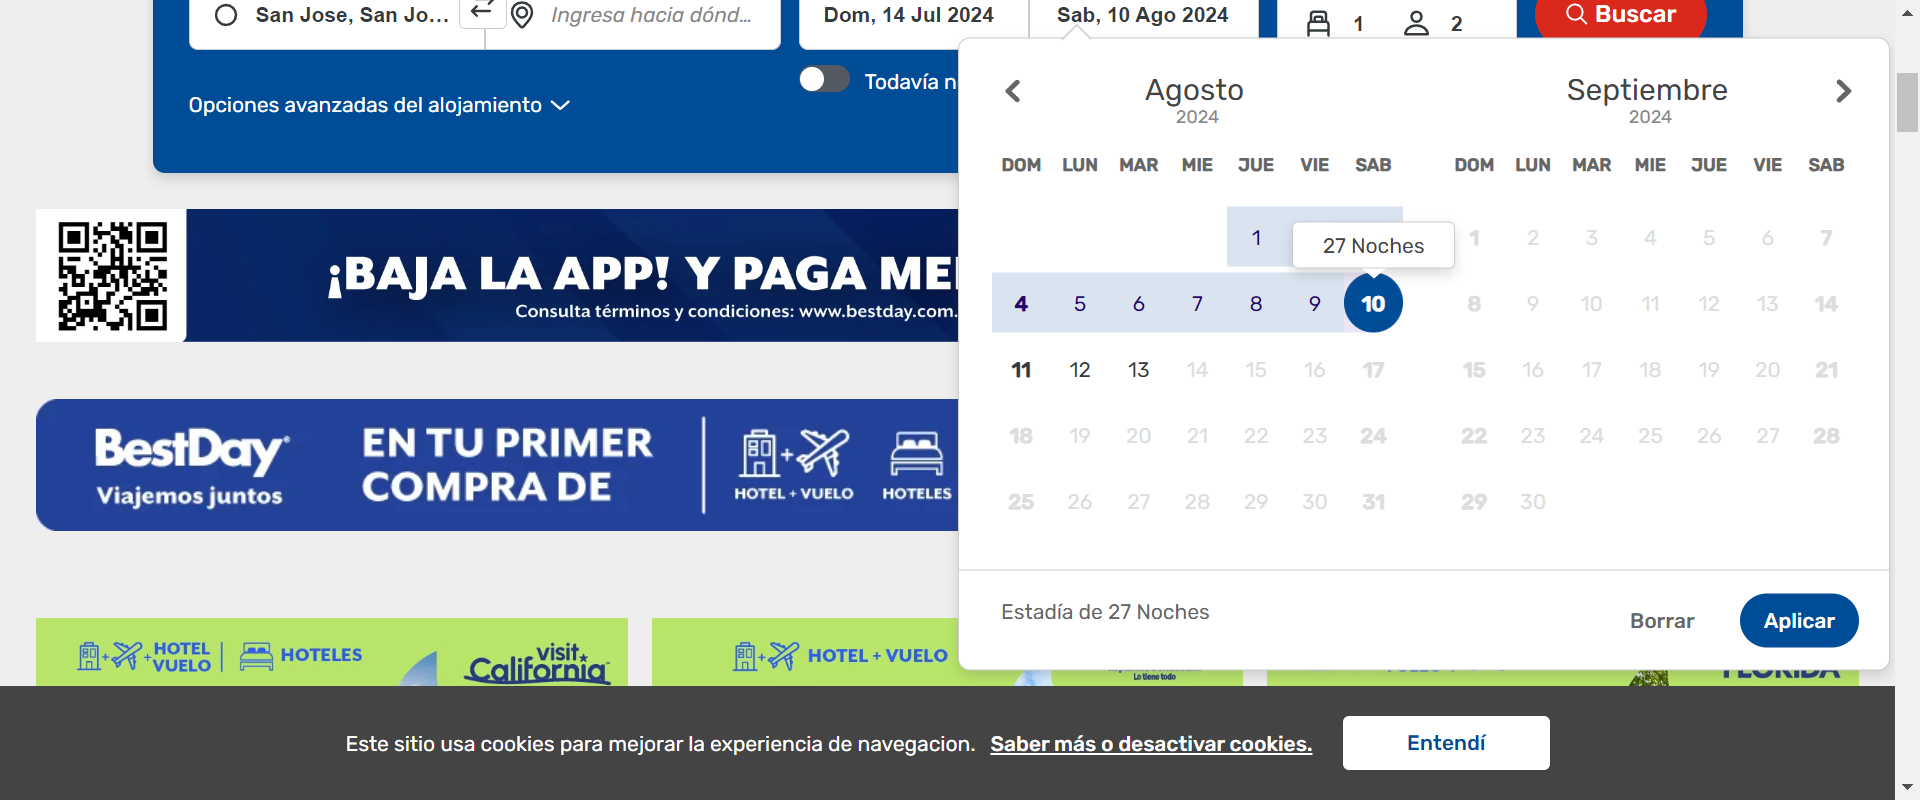 San Jose, San Jo...
Ingresa hacia dónd...
Dom, 14 Jul 2024
Sab, 10 Ago 2024
1
2
Buscar
Todavía n
Opciones avanzadas del alojamiento
Agosto
2024
Septiembre
2024
DOM LUN MAR MIE JUE VIE SAB
DOM LUN MAR MIE JUE VIE SAB
1
27 Noches
1 2 3 4 5 6 7
4 5 6 7 8 9 10
8 9 10 11 12 13 14
11 12 13 14 15 16 17
15 16 17 18 19 20 21
18 19 20 21 22 23 24
22 23 24 25 26 27 28
25 26 27 28 29 30 31
29 30
Estadía de 27 Noches
Borrar
Aplicar
¡BAJA LA APP! Y PAGA ME
Consulta términos y condiciones: www.bestday.com.
BestDay
Viajemos juntos
EN TU PRIMER
COMPRA DE
HOTEL + VUELO
HOTELES
+ HOTEL
VUELO
HOTELES
visit
California
HOTEL + VUELO
Lo tiene todo
FLORIDA
Este sitio usa cookies para mejorar la experiencia de navegacion.
Saber más o desactivar cookies.
Entendí